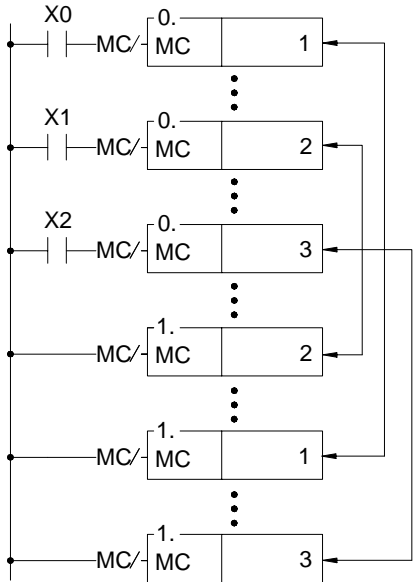 X0
MC/ 0. MC 1
X1
MC/ 0. MC 2
X2
MC/ 0. MC 3
MC/ 1. MC 2
MC/ 1. MC 1
MC/ 1. MC 3